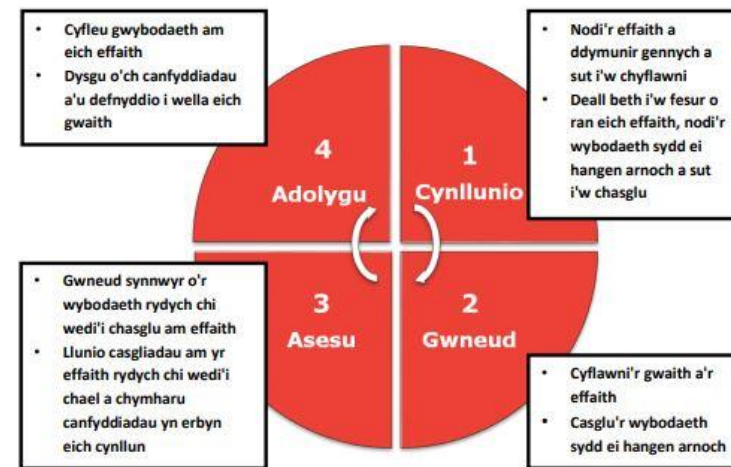 • Cyfleu gwybodaeth am
eich effaith
• Dysgu o'ch canfyddiadau
a'u defnyddio i wella eich
gwaith
• Nodi'r effaith a
ddymunir gennych a
sut i'w chyflawni
• Deall beth i'w fesur o
ran eich effaith, nodi'r
wybodaeth sydd ei
hangen arnoch a sut
i'w chasglu
4
Adolygu
1
Cynllunio
3
Asesu
2
Gwneud
• Gwneud synnwyr o'r
wybodaeth rydych chi
wedi'i chasglu am effaith
• Llunio casgliadau am yr
effaith rydych chi wedi'i
chael a chymharu
canfyddiadau yn erbyn
eich cynllun
• Cyflawni'r gwaith a'r
effaith
• Casglu'r wybodaeth
sydd ei hangen arnoch